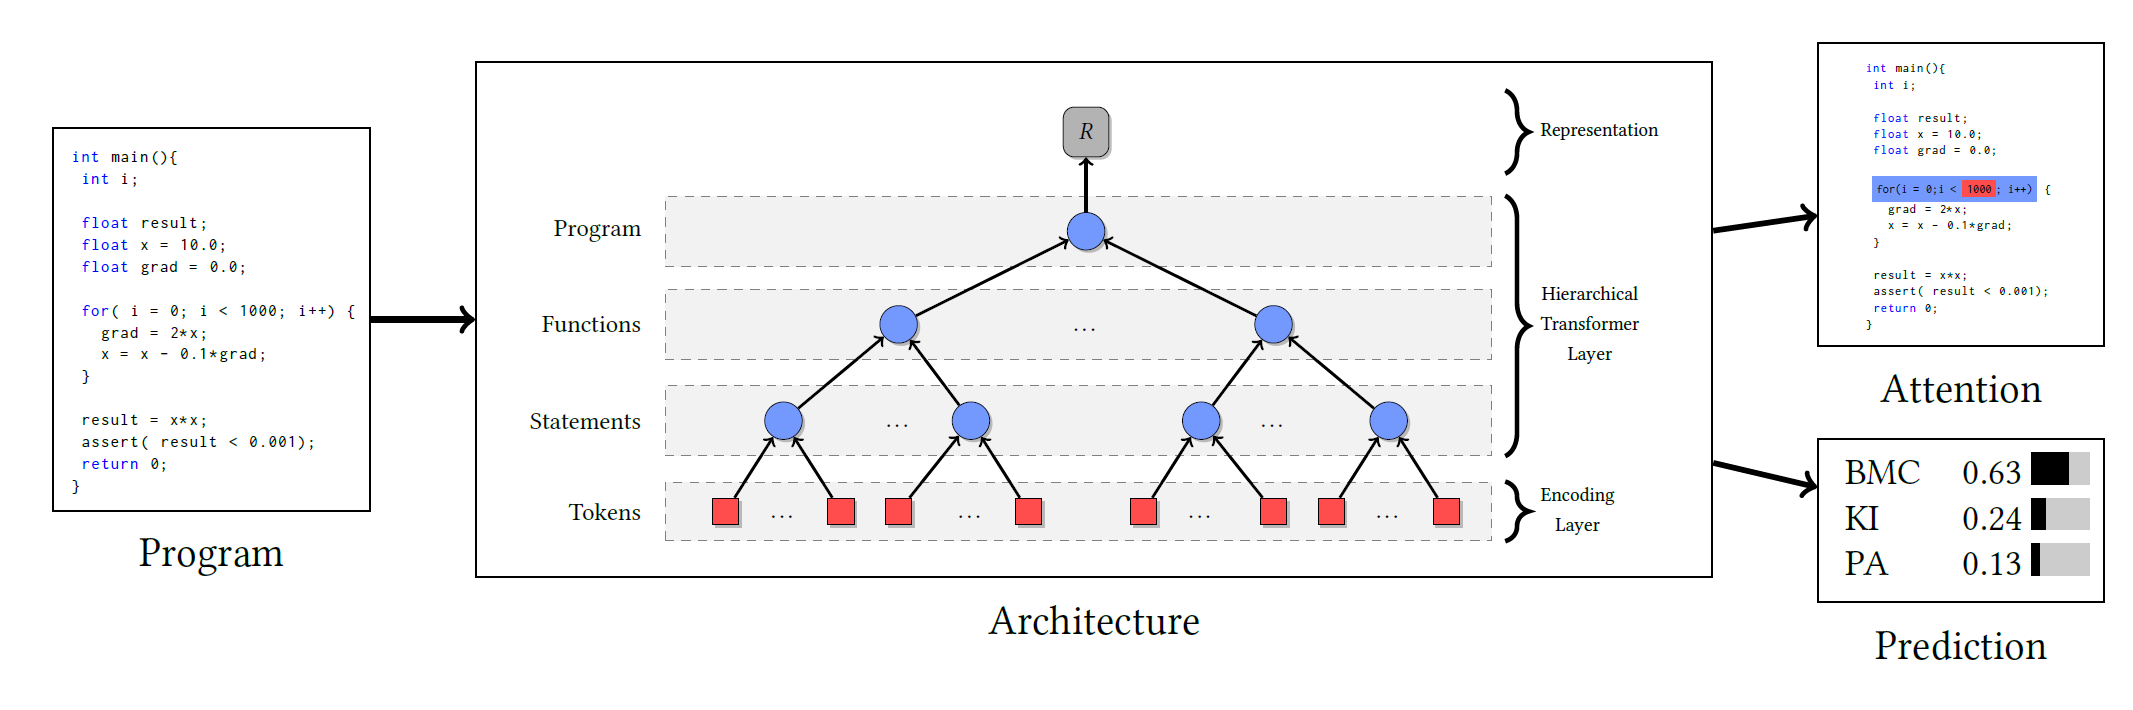 int main(){
int i;
float result;
float x = 10.0;
float grad = 0.0;
for( i = 0; i < 1000; i++) {
grad = 2*x;
x = x - 0.1*grad;
}
result = x*x;
assert( result < 0.001);
return 0;
}
Program
R
Representation
Program
Functions
...
Hierarchical
Transformer
Layer
Statements
... ...
Tokens
... ... ... ...
Encoding
Layer
Architecture
int main(){
int i;
float result;
float x = 10.0;
float grad = 0.0;
for(i = 0;i < 1000 ; i++) {
grad = 2*x;
x = x - 0.1*grad;
}
result = x*x;
assert( result < 0.001);
return 0;
}
Attention
BMC 0.63
KI 0.24
PA 0.13
Prediction